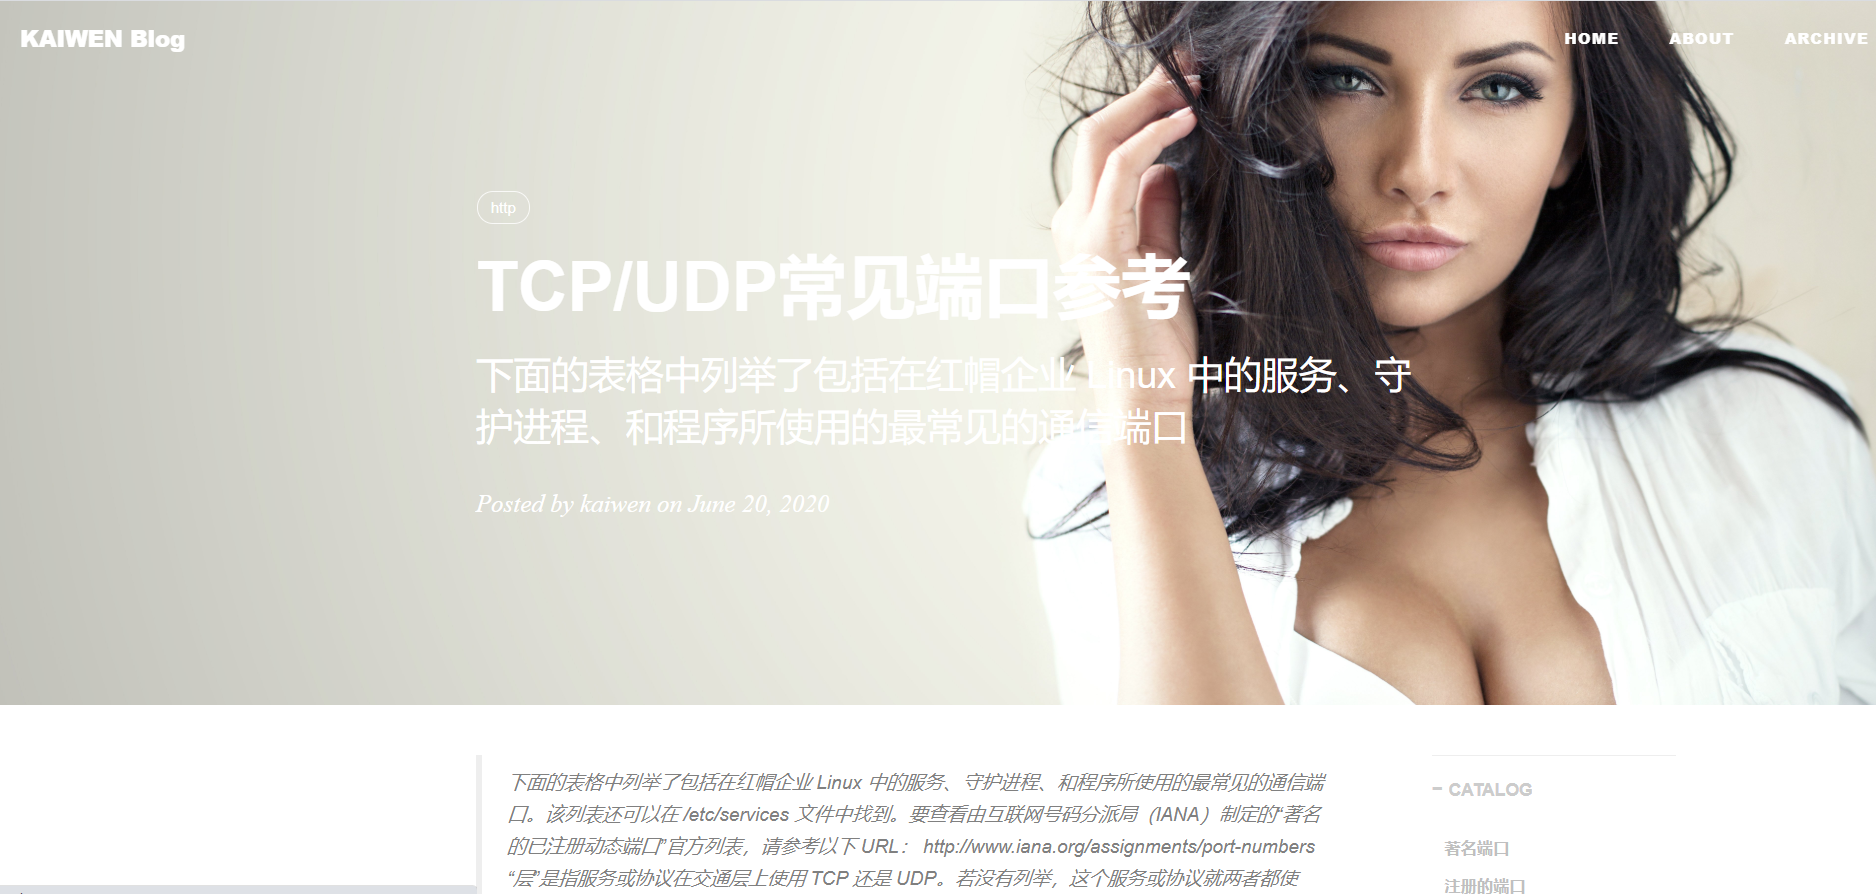 KAIWEN Blog
HOME ABOUT ARCHIVE
http
TCP/UDP常见端口参考
下面的表格中列举了包括在红帽企业 Linux 中的服务、守
护进程、和程序所使用的最常见的通信端口
Posted by kaiwen on June 20, 2020
下面的表格中列举了包括在红帽企业 Linux 中的服务、守护进程、和程序所使用的最常见的通信端
口。该列表还可以在 /etc/services 文件中找到。要查看由互联网号码分派局（IANA）制定的“著名
的已注册动态端口”官方列表，请参考以下 URL： http://www.iana.org/assignments/port-numbers
“层”是指服务或协议在交通层上使用 TCP 还是 UDP。若没有列举，这个服务或协议就两者都使
− CATALOG
著名端口
注册的端口